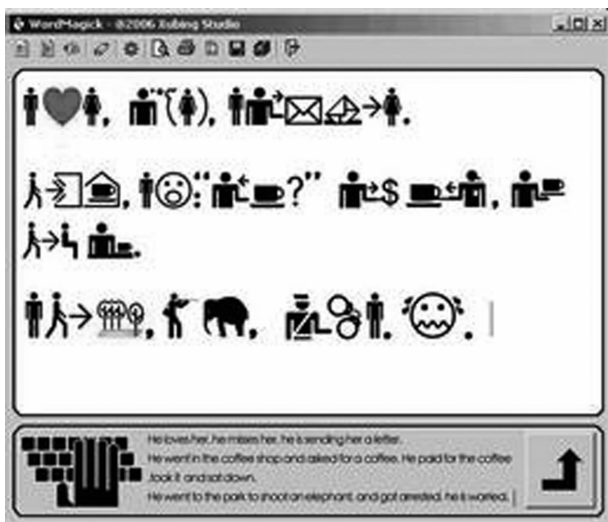 WordMagick - ©2006 Xubing Studio
:"?"
$
He loves her, he misses her, he is sending her a letter.
He went in the coffee shop and asked for a coffee. He paid for the coffee
,took it and sat down.
He went to the park to shoot an elephant, and got arrested, he is worried.